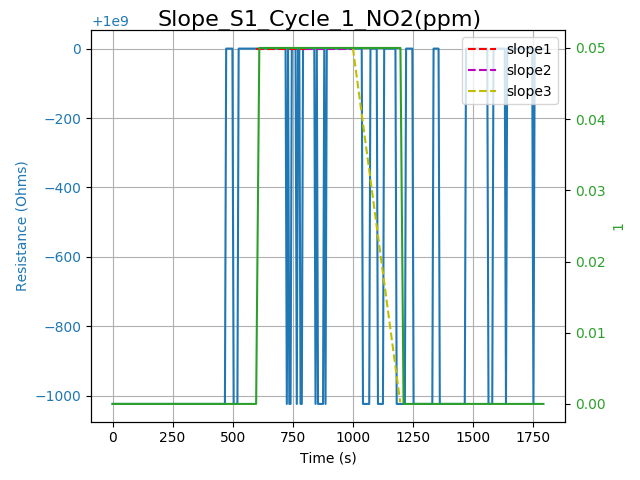 Slope_S1_Cycle_1_NO2(ppm)
+1e9
0
−200
−400
−600
−800
−1000
Resistance (Ohms)
slope1
slope2
slope3
0.05
0.04
0.03
0.02
0.01
0.00
1
0 250 500 750 1000 1250 1500 1750
Time (s)